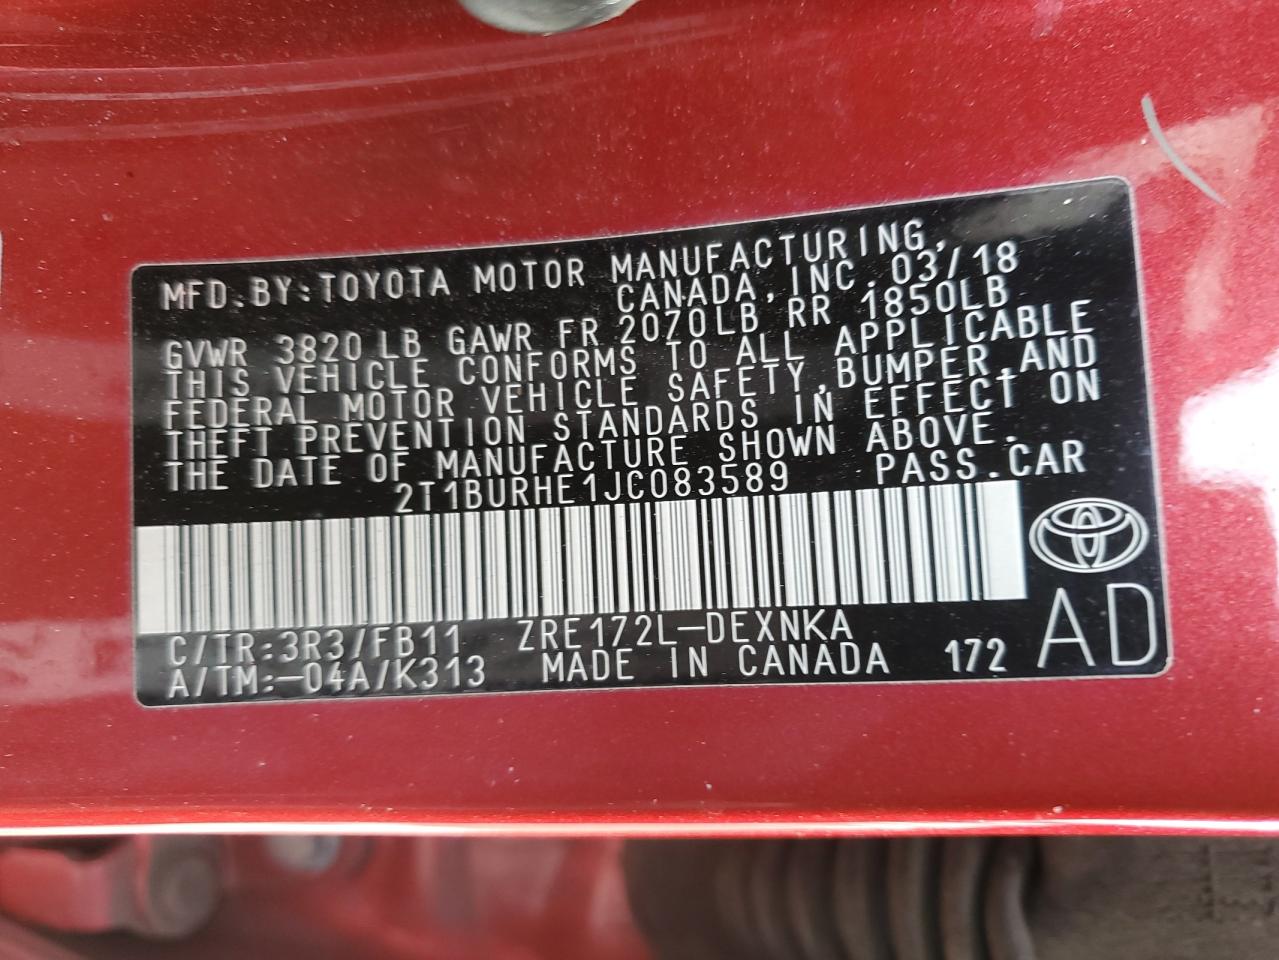 MFD.BY:TOYOTA MOTOR MANUFACTURING,
CANADA,INC. 03/18
GVWR 3820 LB GAWR FR 2070LB RR 1850LB
THIS VEHICLE CONFORMS TO ALL APPLICABLE
FEDERAL MOTOR VEHICLE SAFETY,BUMPER,AND
THEFT PREVENTION STANDARDS IN EFFECT ON
THE DATE OF MANUFACTURE SHOWN ABOVE.
2T1BURHE1JC083589 PASS.CAR
C/TR:3R3/FB11 ZRE172L-DEXNKA
A/TM:-04A/K313 MADE IN CANADA 172 AD